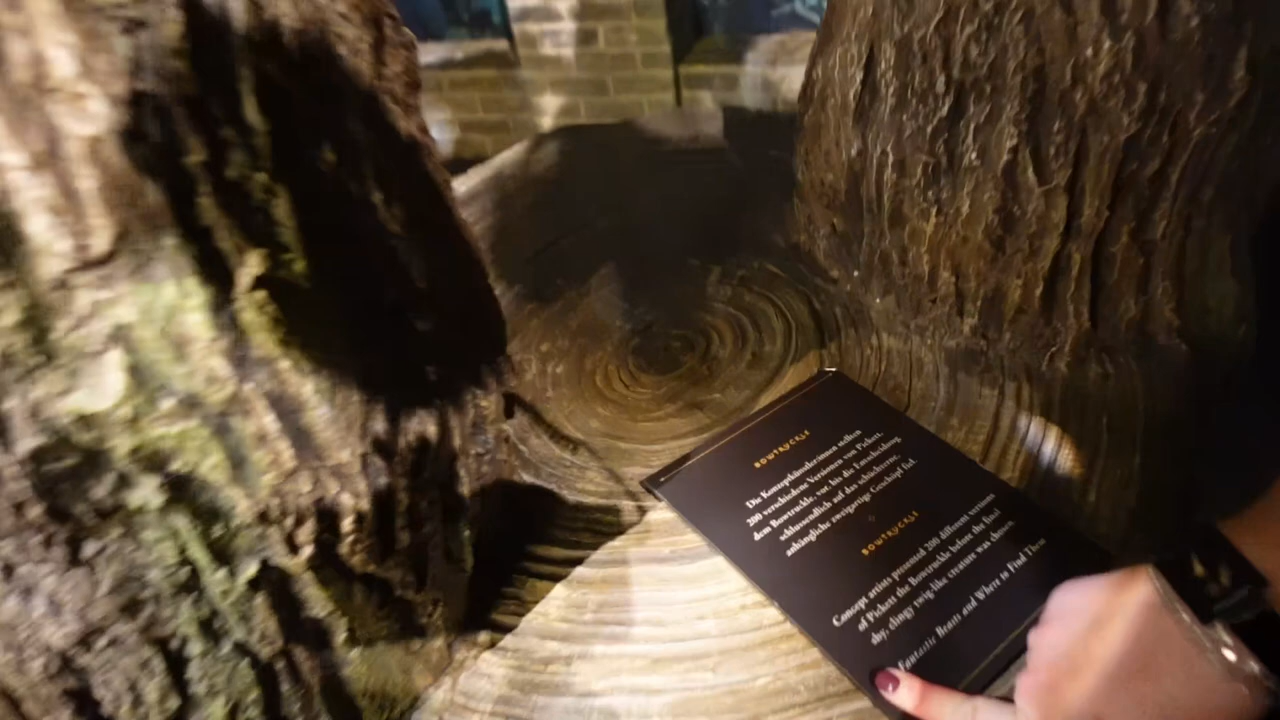 BOWTRUCKLE
Die Konzeptkünstler:innen stellten
200 verschiedene Versionen von Pickett,
dem Bowtruckle, vor, bis die Entscheidung
schlussendlich auf das schüchterne,
anhängliche zweigartige Geschöpf fiel.
BOWTRUCKLE
Concept artists presented 200 different versions
of Pickett the Bowtruckle before the final
shy, clingy twig-like creature was chosen.
Fantastic Beasts and Where to Find Them